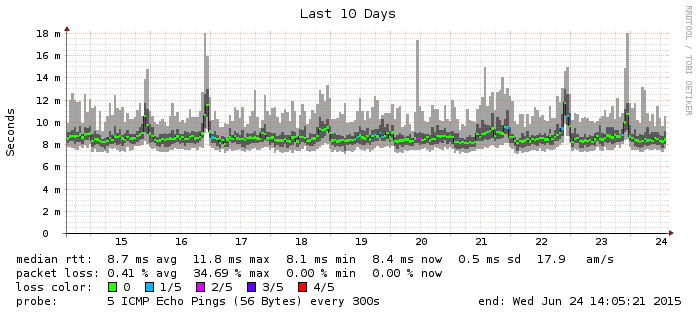 Last 10 Days
RRDTOOL / TOBI OETIKER
Seconds
18 m
16 m
14 m
12 m
10 m
8 m
6 m
4 m
2 m
0
15 16 17 18 19 20 21 22 23 24
median rtt: 8.7 ms avg 11.8 ms max 8.1 ms min 8.4 ms now 0.5 ms sd 17.9 am/s
packet loss: 0.41 % avg 34.69 % max 0.00 % min 0.00 % now
loss color: 0 1/5 2/5 3/5 4/5
probe: 5 ICMP Echo Pings (56 Bytes) every 300s end: Wed Jun 24 14:05:21 2015